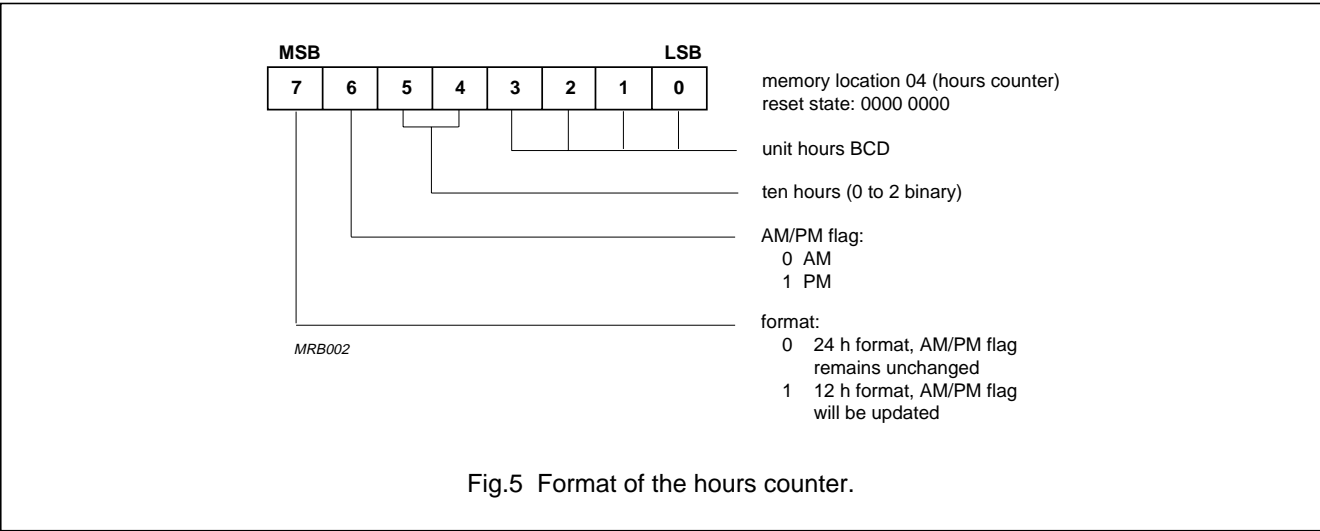 MSB LSB
7 6 5 4 3 2 1 0
memory location 04 (hours counter)
reset state: 0000 0000
unit hours BCD
ten hours (0 to 2 binary)
AM/PM flag:
0 AM
1 PM
format:
0 24 h format, AM/PM flag
remains unchanged
1 12 h format, AM/PM flag
will be updated
MRB002
Fig.5 Format of the hours counter.